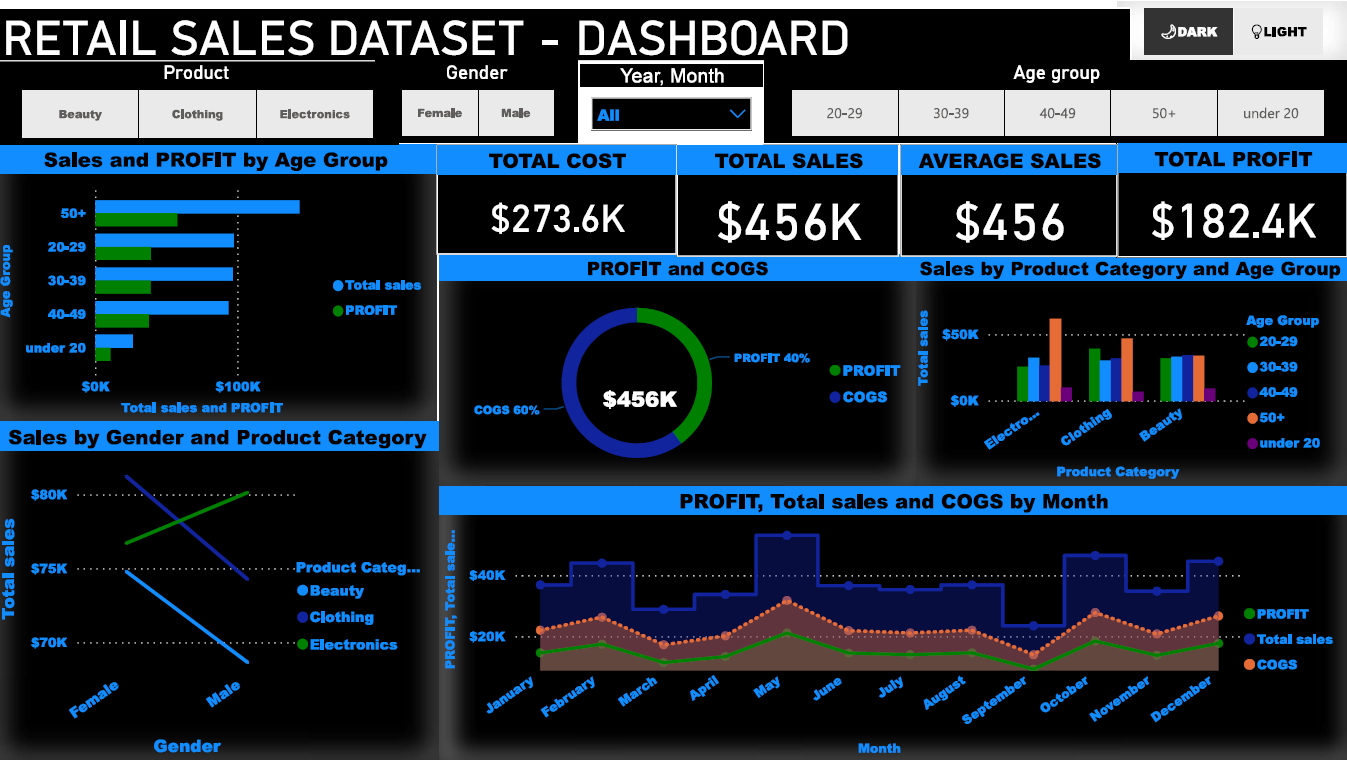 RETAIL SALES DATASET - DASHBOARD
DARK
LIGHT
Product
Beauty
Clothing
Electronics
Gender
Female
Male
Year, Month
All
Age group
20-29
30-39
40-49
50+
under 20
Sales and PROFIT by Age Group
Age Group
50+
20-29
30-39
40-49
under 20
$0K
$100K
Total sales and PROFIT
Total sales
PROFIT
TOTAL COST
$273.6K
TOTAL SALES
$456K
AVERAGE SALES
$456
TOTAL PROFIT
$182.4K
PROFIT and COGS
PROFIT 40%
COGS 60%
$456K
PROFIT
COGS
Sales by Product Category and Age Group
Total sales
$50K
$0K
Electro...
Clothing
Beauty
Product Category
Age Group
20-29
30-39
40-49
50+
under 20
Sales by Gender and Product Category
Total sales
$80K
$75K
$70K
Female
Male
Gender
Product Categ...
Beauty
Clothing
Electronics
PROFIT, Total sales and COGS by Month
PROFIT, Total sale...
$40K
$20K
January
February
March
April
May
June
July
August
September
October
November
December
Month
PROFIT
Total sales
COGS